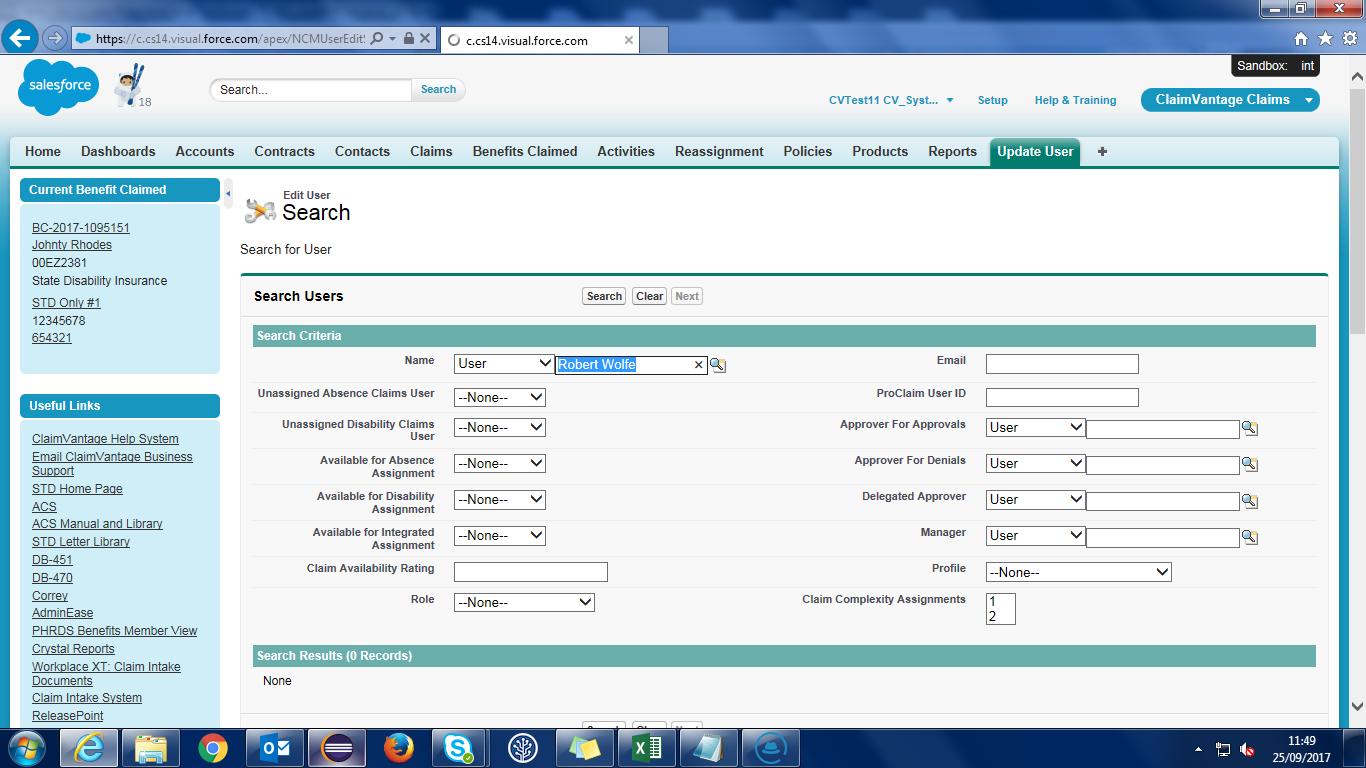 https://c.cs14.visual.force.com/apex/NCMUserEditS
c.cs14.visual.force.com
Sandbox: int
salesforce
18
Search...
Search
CVTest11 CV_Syst...
Setup
Help & Training
ClaimVantage Claims
Home Dashboards Accounts Contracts Contacts Claims Benefits Claimed Activities Reassignment Policies Products Reports Update User +
Current Benefit Claimed
BC-2017-1095151
Johnty Rhodes
00EZ2381
State Disability Insurance
STD Only #1
12345678
654321
Useful Links
ClaimVantage Help System
Email ClaimVantage Business
Support
STD Home Page
ACS
ACS Manual and Library
STD Letter Library
DB-451
DB-470
Correy
AdminEase
PHRDS Benefits Member View
Crystal Reports
Workplace XT: Claim Intake
Documents
Claim Intake System
ReleasePoint
Edit User
Search
Search for User
Search Users
Search Clear Next
Search Criteria
Name User Robert Wolfe
Email
Unassigned Absence Claims User --None--
ProClaim User ID
Unassigned Disability Claims
User
--None--
Approver For Approvals User
Available for Absence
Assignment
--None--
Approver For Denials User
Available for Disability
Assignment
--None--
Delegated Approver User
Available for Integrated
Assignment
--None--
Manager User
Claim Availability Rating
Profile --None--
Role --None--
Claim Complexity Assignments
1
2
Search Results (0 Records)
None
11:49
25/09/2017